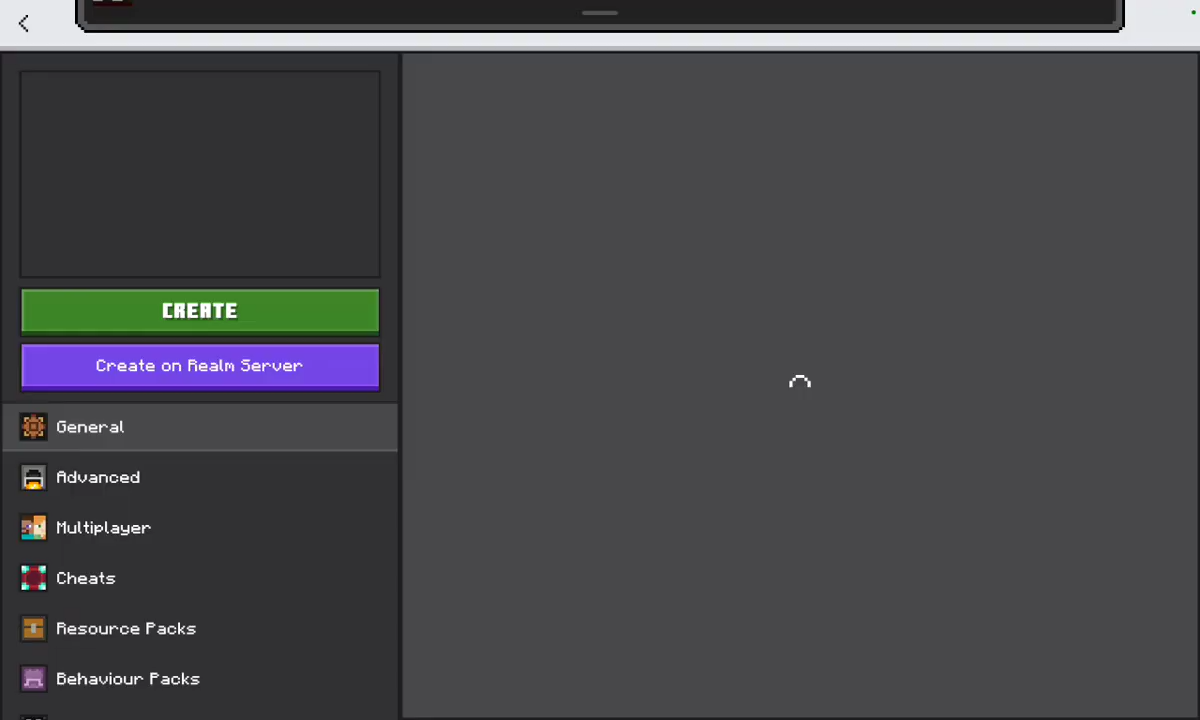 CREATE
Create on Realm Server
General
Advanced
Multiplayer
Cheats
Resource Packs
Behaviour Packs